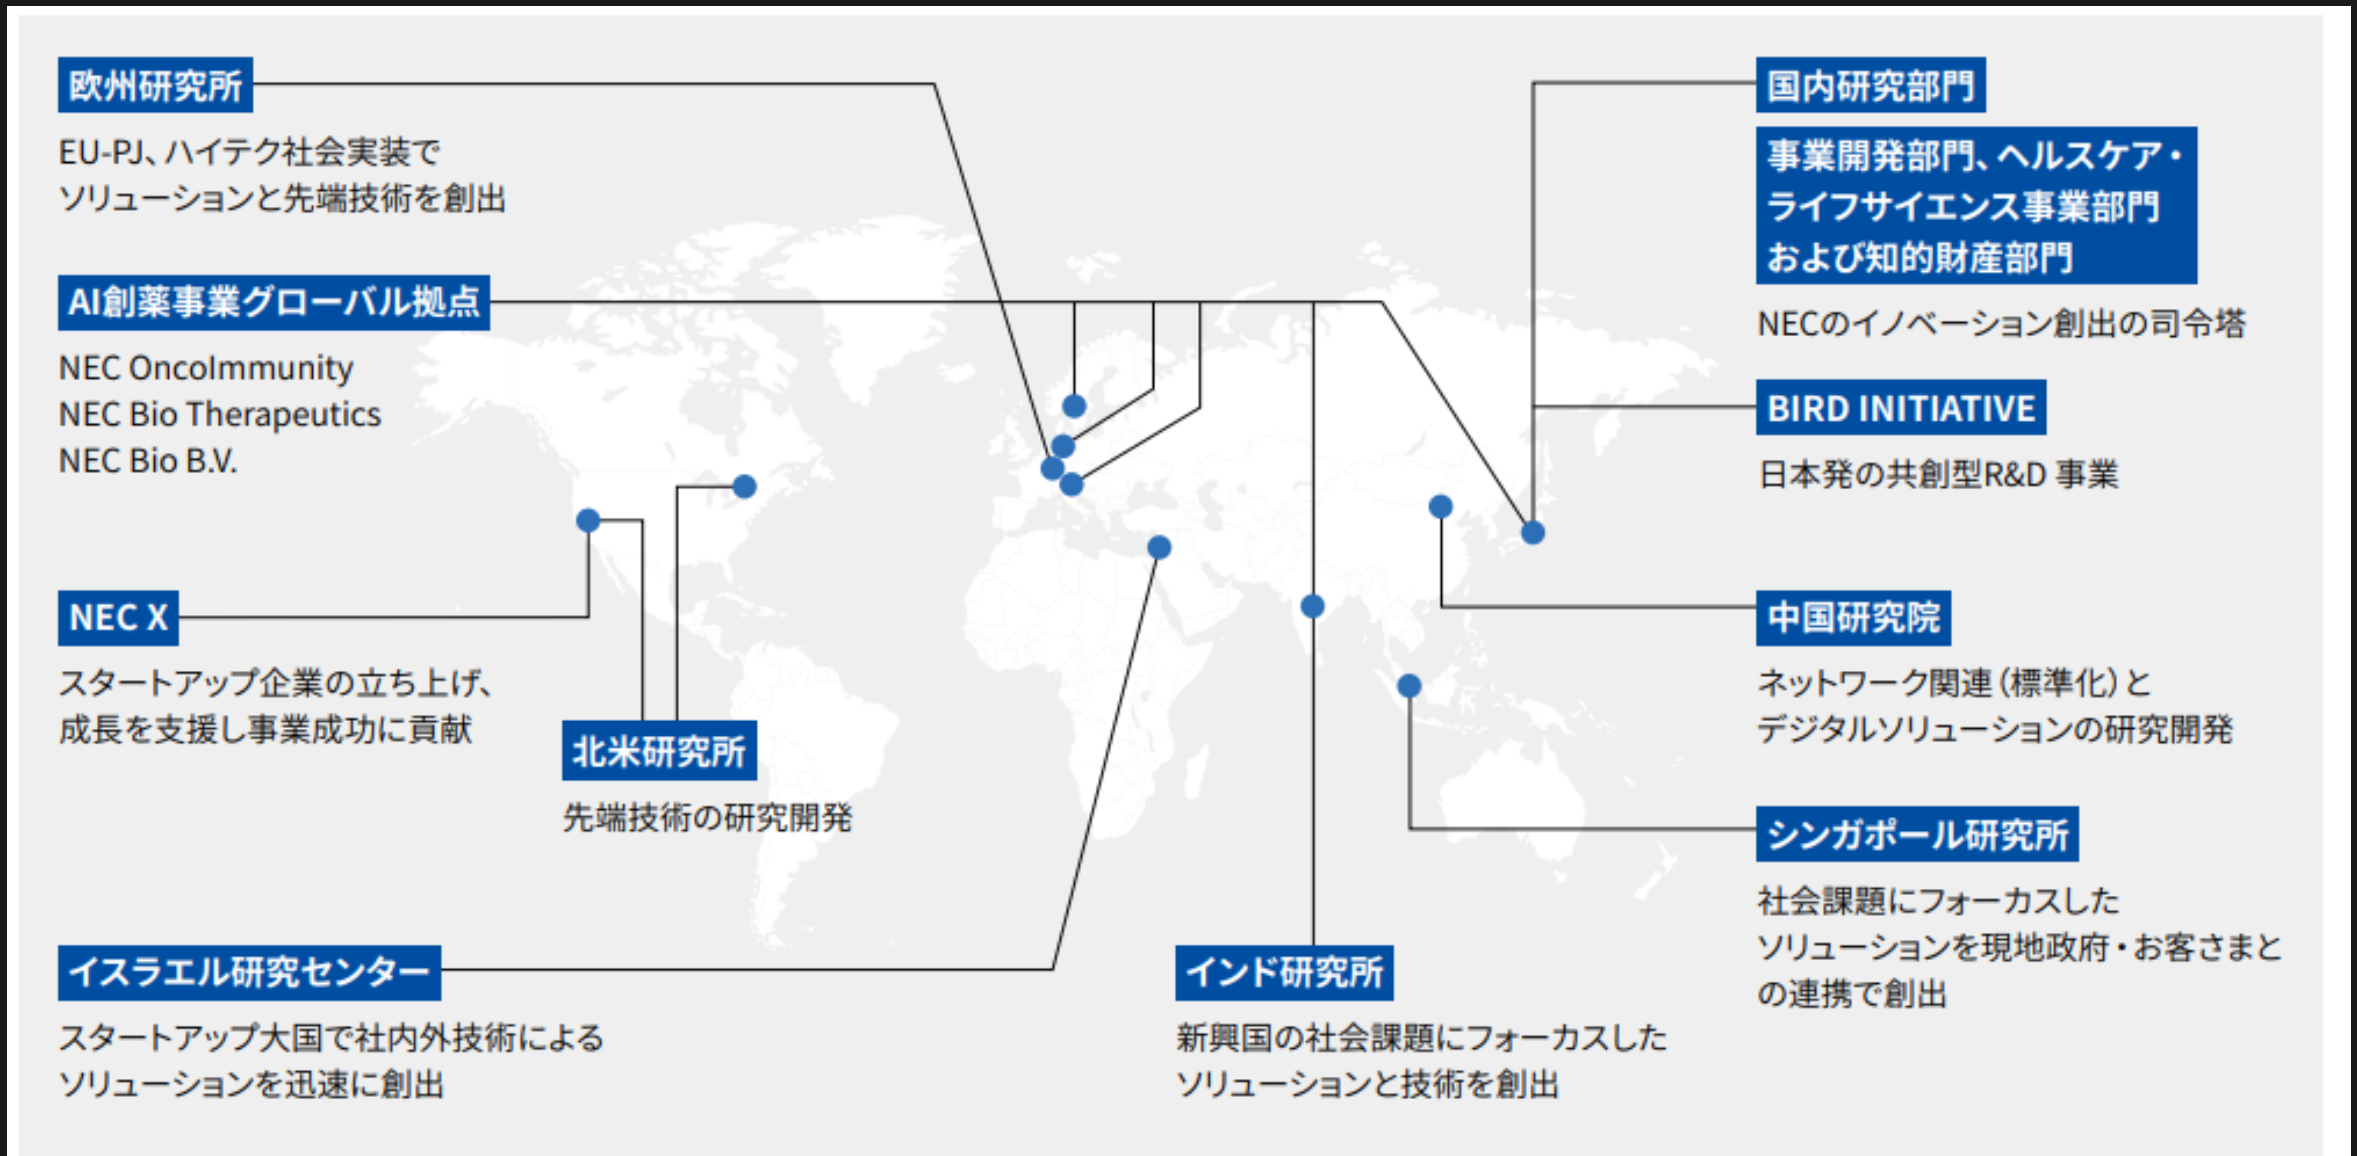 欧州研究所
EU-PJ、ハイテク社会実装で
ソリューションと先端技術を創出
AI創薬事業グローバル拠点
NEC OncoImmunity
NEC Bio Therapeutics
NEC Bio B.V.
NEC X
スタートアップ企業の立ち上げ、
成長を支援し事業成功に貢献
北米研究所
先端技術の研究開発
イスラエル研究センター
スタートアップ大国で社内外技術による
ソリューションを迅速に創出
インド研究所
新興国の社会課題にフォーカスした
ソリューションと技術を創出
国内研究部門
事業開発部門、ヘルスケア・
ライフサイエンス事業部門
および知的財産部門
NECのイノベーション創出の司令塔
BIRD INITIATIVE
日本発の共創型R&D 事業
中国研究院
ネットワーク関連（標準化）と
デジタルソリューションの研究開発
シンガポール研究所
社会課題にフォーカスした
ソリューションを現地政府・お客さまと
の連携で創出